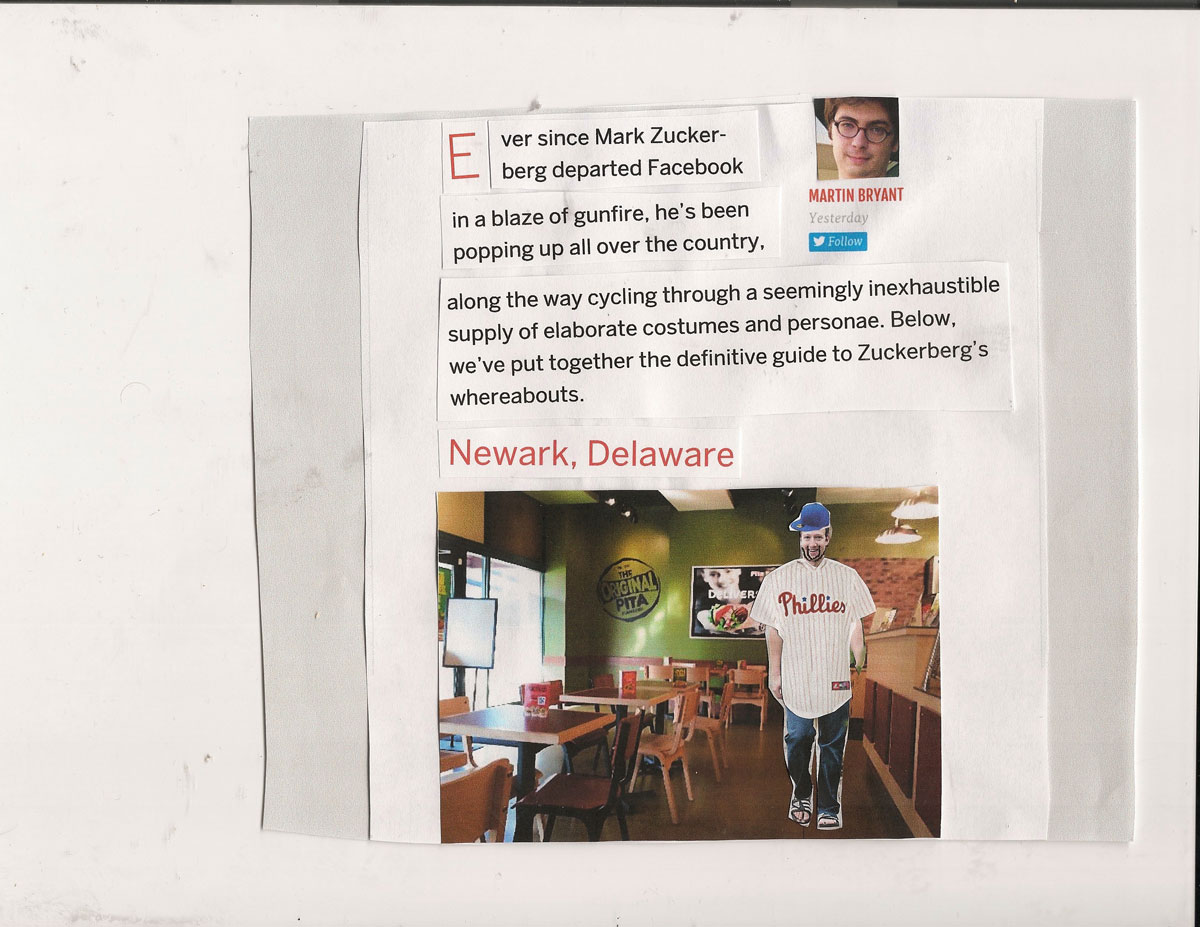 Ever since Mark Zucker-
berg departed Facebook
in a blaze of gunfire, he's been
popping up all over the country,
MARTIN BRYANT
Yesterday
Follow
along the way cycling through a seemingly inexhaustible
supply of elaborate costumes and personae. Below,
we've put together the definitive guide to Zuckerberg's
whereabouts.
Newark, Delaware
THE
ORIGINAL
PITA
DELIVER
Phillies